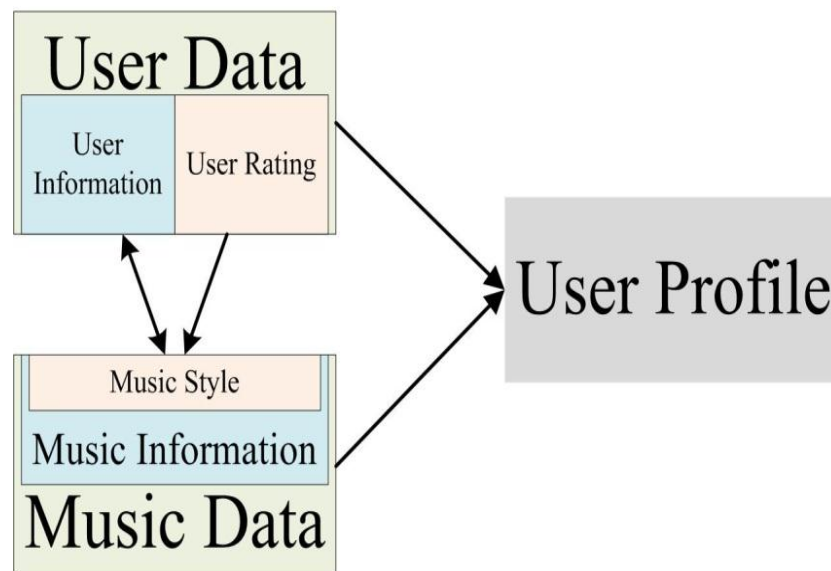 User Data
User
Information
User Rating
Music Style
Music Information
Music Data
User Profile